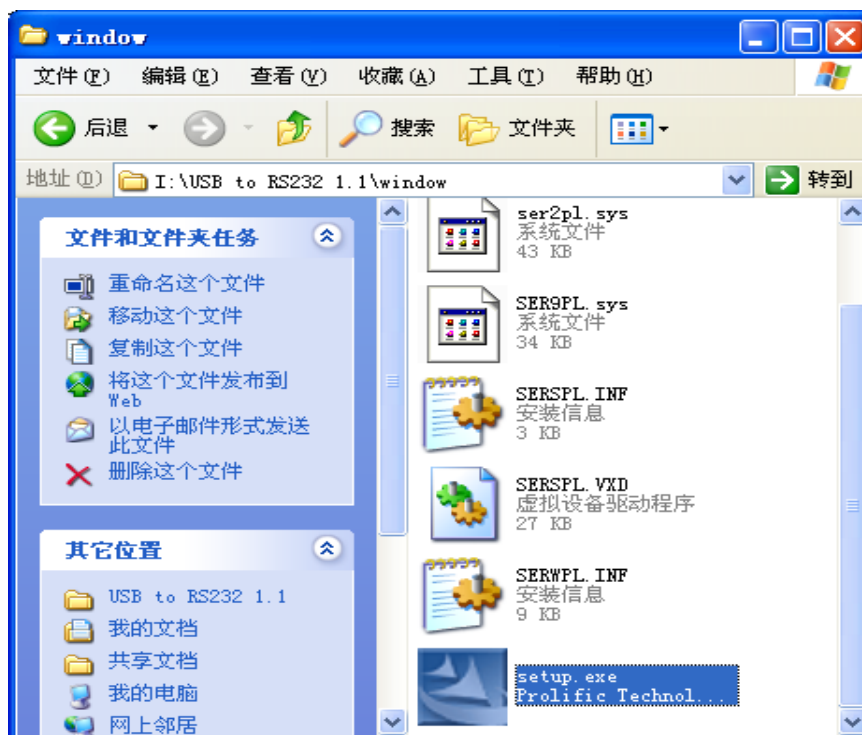 window
文件(F) 编辑(E) 查看(V) 收藏(A) 工具(T) 帮助(H)
后退 搜索 文件夹
地址(D) I:\USB to RS232 1.1\window 转到
文件和文件夹任务
重命名这个文件
移动这个文件
复制这个文件
将这个文件发布到
Web
以电子邮件形式发送
此文件
删除这个文件
其它位置
USB to RS232 1.1
我的文档
共享文档
我的电脑
网上邻居
ser2pl.sys
系统文件
43 KB
SER9PL.sys
系统文件
34 KB
SERSPL.INF
安装信息
3 KB
SERSPL.VXD
虚拟设备驱动程序
27 KB
SERWPL.INF
安装信息
9 KB
setup.exe
Prolific Technol...